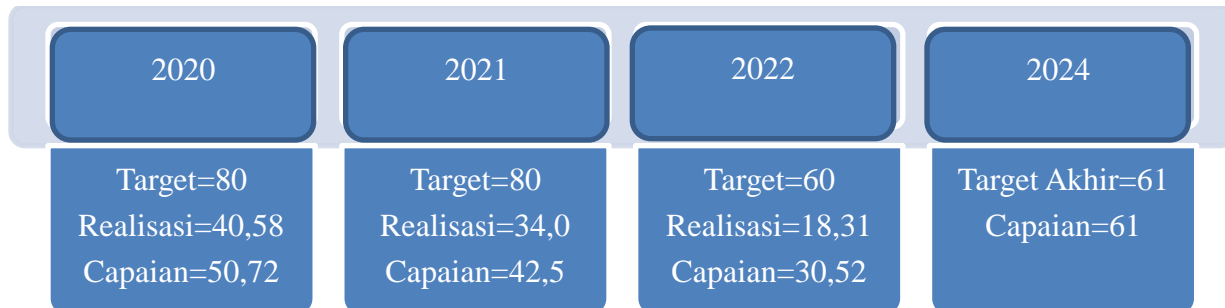 2020
Target=80
Realisasi=40,58
Capaian=50,72
2021
Target=80
Realisasi=34,0
Capaian=42,5
2022
Target=60
Realisasi=18,31
Capaian=30,52
2024
Target Akhir=61
Capaian=61